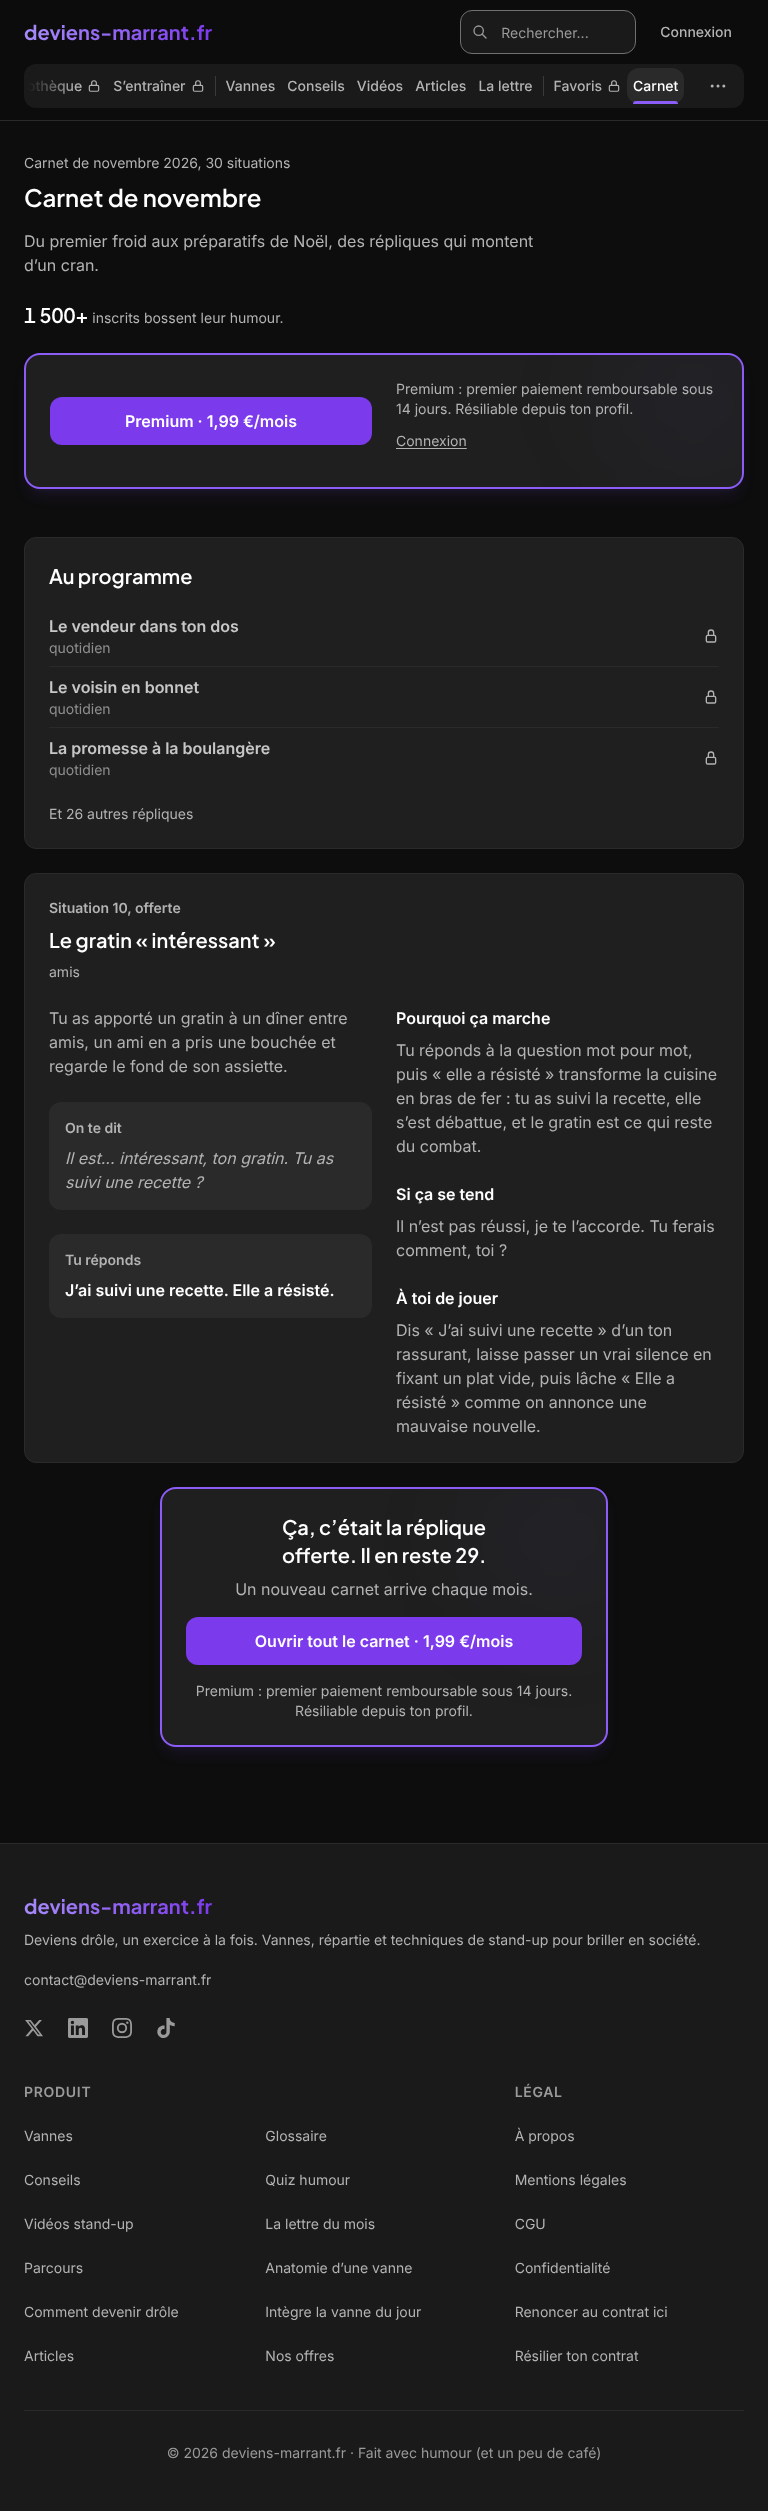 deviens-marrant.fr
Rechercher...
Connexion
othèque
S’entraîner
Vannes
Conseils
Vidéos
Articles
La lettre
Favoris
Carnet
Carnet de novembre 2026, 30 situations
Carnet de novembre
Du premier froid aux préparatifs de Noël, des répliques qui montent
d’un cran.
1 500+ inscrits bossent leur humour.
Premium · 1,99 €/mois
Premium : premier paiement remboursable sous
14 jours. Résiliable depuis ton profil.
Connexion
Au programme
Le vendeur dans ton dos
quotidien
Le voisin en bonnet
quotidien
La promesse à la boulangère
quotidien
Et 26 autres répliques
Situation 10, offerte
Le gratin « intéressant »
amis
Tu as apporté un gratin à un dîner entre
amis, un ami en a pris une bouchée et
regarde le fond de son assiette.
On te dit
Il est... intéressant, ton gratin. Tu as
suivi une recette ?
Tu réponds
J’ai suivi une recette. Elle a résisté.
Pourquoi ça marche
Tu réponds à la question mot pour mot,
puis « elle a résisté » transforme la cuisine
en bras de fer : tu as suivi la recette, elle
s’est débattue, et le gratin est ce qui reste
du combat.
Si ça se tend
Il n’est pas réussi, je te l’accorde. Tu ferais
comment, toi ?
À toi de jouer
Dis « J’ai suivi une recette » d’un ton
rassurant, laisse passer un vrai silence en
fixant un plat vide, puis lâche « Elle a
résisté » comme on annonce une
mauvaise nouvelle.
Ça, c’était la réplique
offerte. Il en reste 29.
Un nouveau carnet arrive chaque mois.
Ouvrir tout le carnet · 1,99 €/mois
Premium : premier paiement remboursable sous 14 jours.
Résiliable depuis ton profil.
deviens-marrant.fr
Deviens drôle, un exercice à la fois. Vannes, répartie et techniques de stand-up pour briller en société.
contact@deviens-marrant.fr
PRODUIT
Vannes
Conseils
Vidéos stand-up
Parcours
Comment devenir drôle
Articles
Glossaire
Quiz humour
La lettre du mois
Anatomie d’une vanne
Intègre la vanne du jour
Nos offres
LÉGAL
À propos
Mentions légales
CGU
Confidentialité
Renoncer au contrat ici
Résilier ton contrat
© 2026 deviens-marrant.fr · Fait avec humour (et un peu de café)